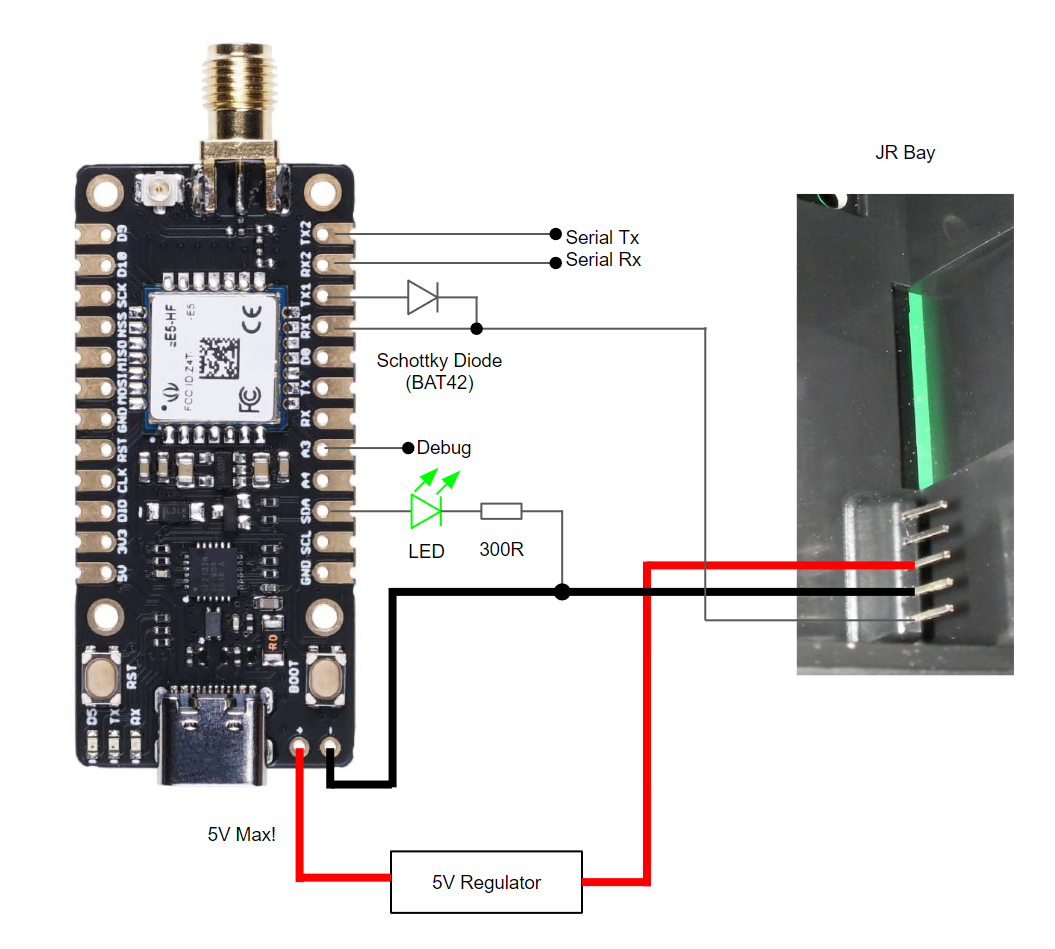 JR Bay
D9
D10
SCK
NSS
MISO
MOSI
GND
RST
CLK
DIO
3V3
5V
TX2
RX2
TX1
RX1
D0
TX
RX
A3
A4
SDA
SCL
GND
E5-HF
-E5
FCC ID:Z4T-
CE
FC
Serial Tx
Serial Rx
Schottky Diode
(BAT42)
Debug
LED
300R
R0
RST
BOOT
D5
TX
RX
+
-
5V Max!
5V Regulator